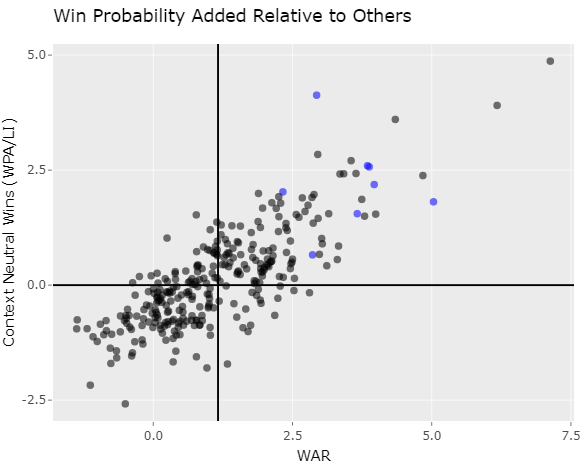 Win Probability Added Relative to Others
Context Neutral Wins (WPA/LI)
5.0
2.5
0.0
-2.5
0.0 2.5 5.0 7.5
WAR